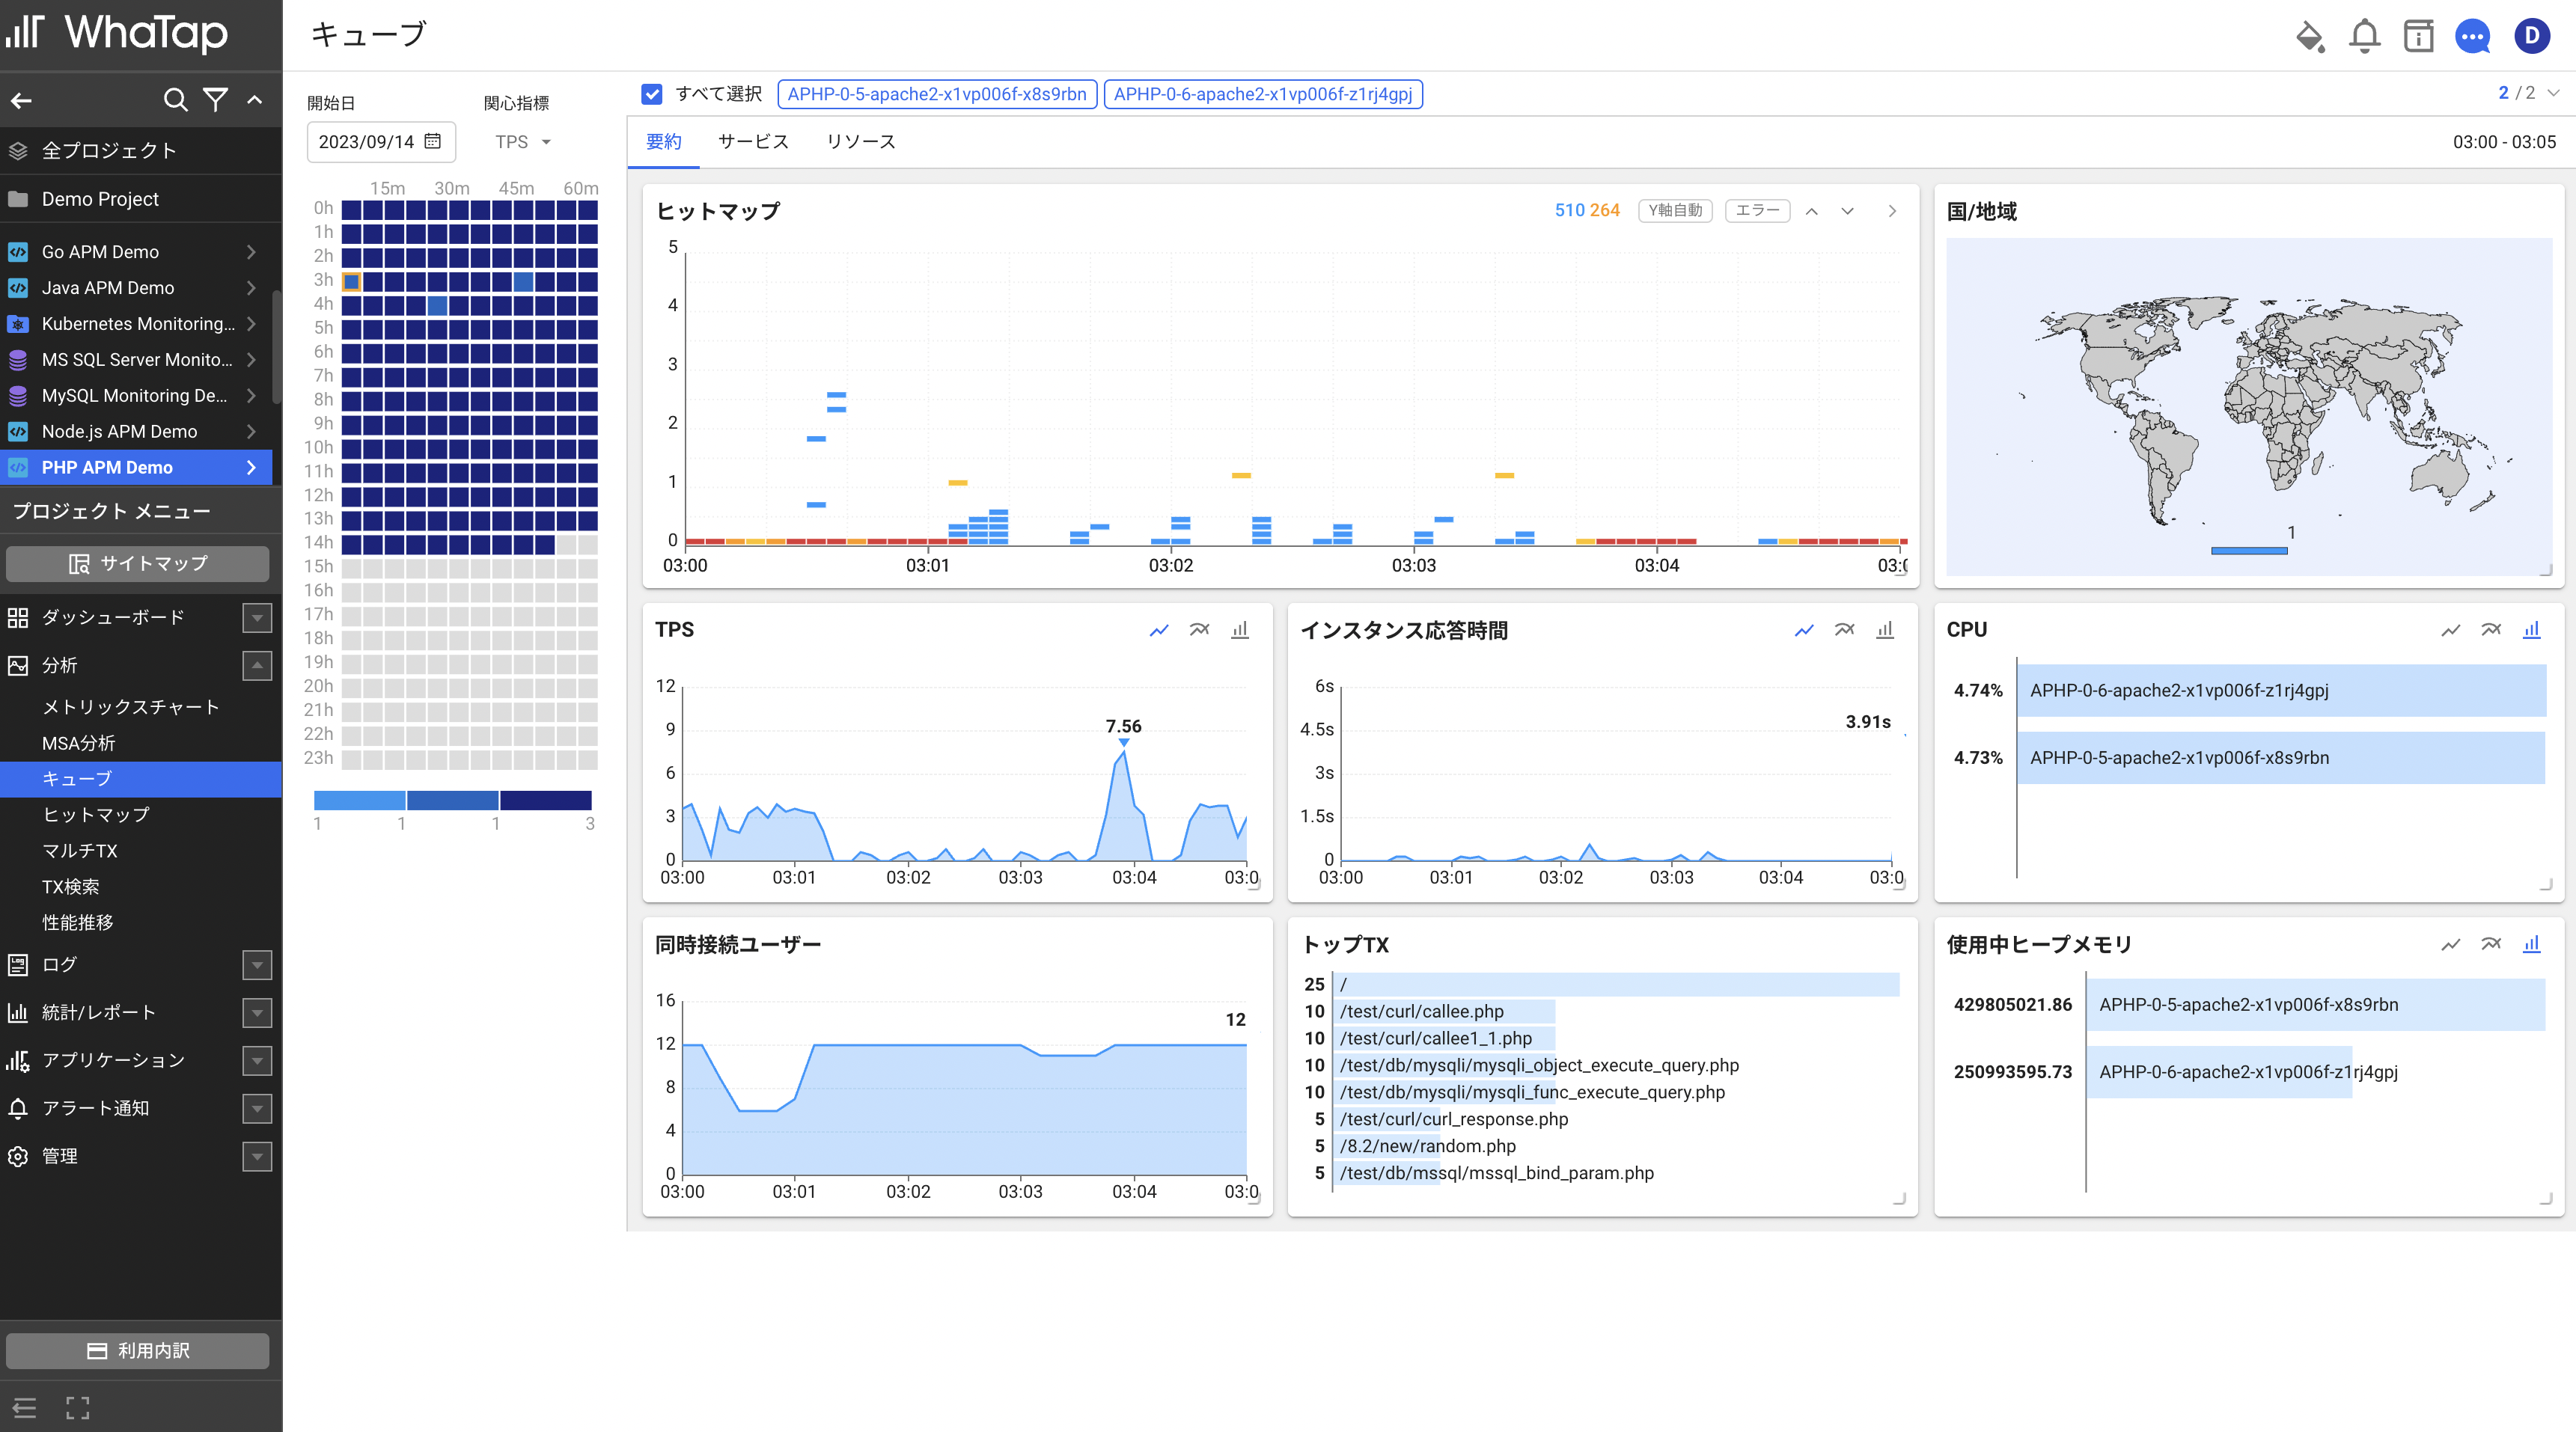 WhaTap
全プロジェクト
Demo Project
Go APM Demo
Java APM Demo
Kubernetes Monitoring...
MS SQL Server Monito...
MySQL Monitoring De...
Node.js APM Demo
PHP APM Demo
プロジェクト メニュー
サイトマップ
ダッシューボード
分析
メトリックスチャート
MSA分析
キューブ
ヒットマップ
マルチTX
TX検索
性能推移
ログ
統計/レポート
アプリケーション
アラート通知
管理
利用内訳
キューブ
D
開始日
関心指標
2023/09/14
TPS
15m 30m 45m 60m
0h
1h
2h
3h
4h
5h
6h
7h
8h
9h
10h
11h
12h
13h
14h
15h
16h
17h
18h
19h
20h
21h
22h
23h
1 1 1 3
すべて選択 APHP-0-5-apache2-x1vp006f-x8s9rbn APHP-0-6-apache2-x1vp006f-z1rj4gpj 2 / 2
要約 サービス リソース 03:00 - 03:05
ヒットマップ 510 264 Y軸自動 エラー
5
4
3
2
1
0
03:00 03:01 03:02 03:03 03:04 03:0
国/地域
1
TPS
12
9
6
3
0
7.56
03:00 03:01 03:02 03:03 03:04 03:0
インスタンス応答時間
6s
4.5s
3s
1.5s
0
3.91s
03:00 03:01 03:02 03:03 03:04 03:0
CPU
4.74% APHP-0-6-apache2-x1vp006f-z1rj4gpj
4.73% APHP-0-5-apache2-x1vp006f-x8s9rbn
同時接続ユーザー
16
12
8
4
0
12
03:00 03:01 03:02 03:03 03:04 03:0
トップTX
25 /
10 /test/curl/callee.php
10 /test/curl/callee1_1.php
10 /test/db/mysqli/mysqli_object_execute_query.php
10 /test/db/mysqli/mysqli_func_execute_query.php
5 /test/curl/curl_response.php
5 /8.2/new/random.php
5 /test/db/mssql/mssql_bind_param.php
使用中ヒープメモリ
429805021.86 APHP-0-5-apache2-x1vp006f-x8s9rbn
250993595.73 APHP-0-6-apache2-x1vp006f-z1rj4gpj